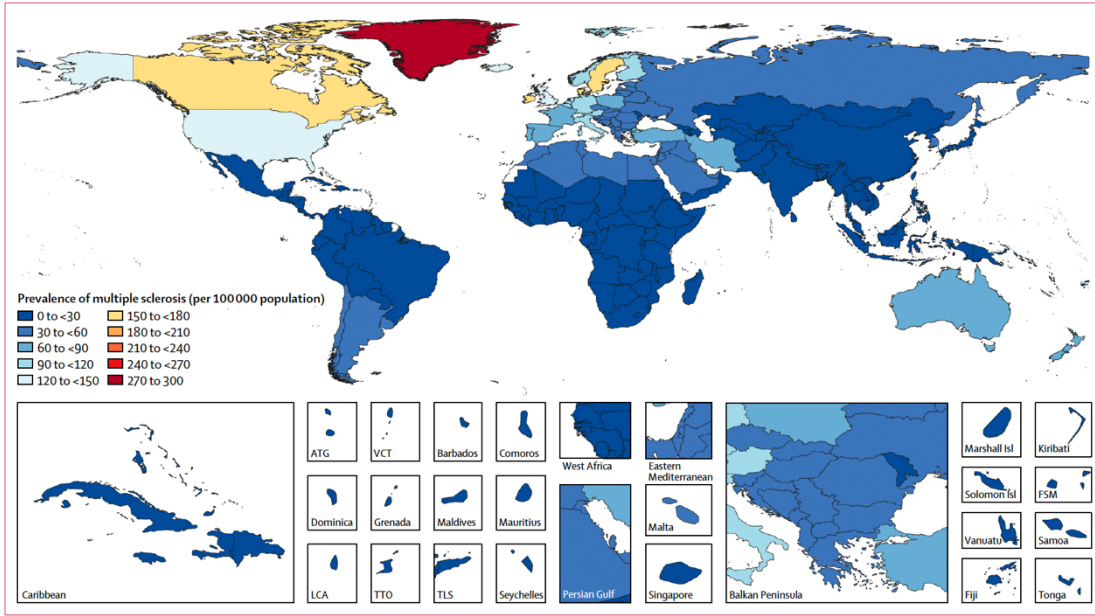 Prevalence of multiple sclerosis (per 100 000 population)
0 to <30
30 to <60
60 to <90
90 to <120
120 to <150
150 to <180
180 to <210
210 to <240
240 to <270
270 to 300
Caribbean
ATG
VCT
Barbados
Comoros
Dominica
Grenada
Maldives
Mauritius
LCA
TTO
TLS
Seychelles
West Africa
Eastern
Mediterranean
Persian Gulf
Malta
Singapore
Balkan Peninsula
Marshall Isl
Kiribati
Solomon Isl
FSM
Vanuatu
Samoa
Fiji
Tonga